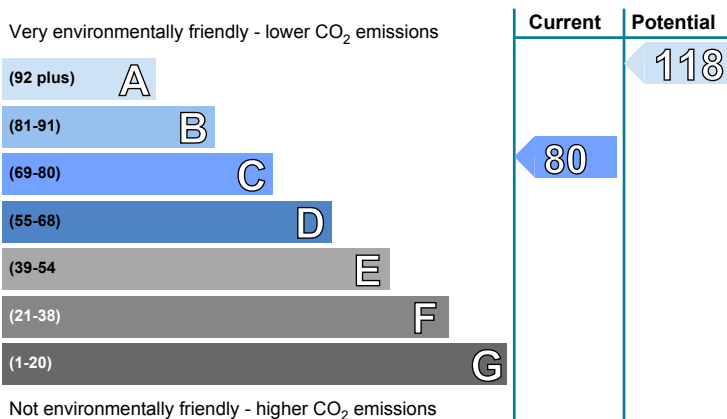 Very environmentally friendly - lower CO2 emissions
Current
Potential
(92 plus) A
118
(81-91) B
(69-80) C
80
(55-68) D
(39-54 E
(21-38) F
(1-20) G
Not environmentally friendly - higher CO2 emissions